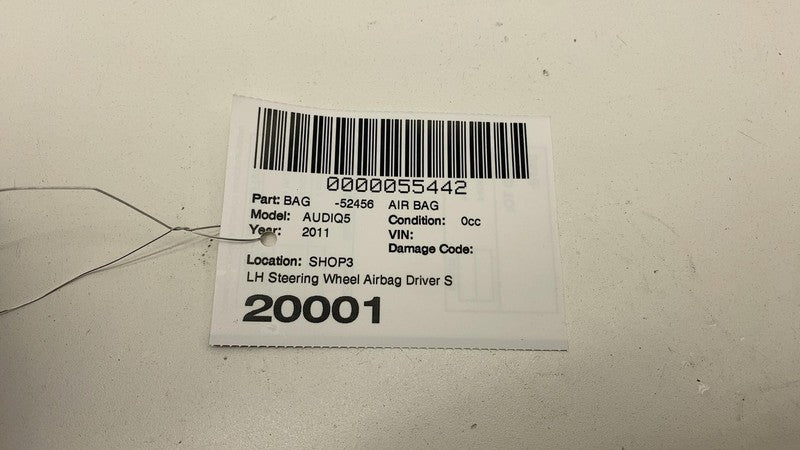 0000055442
Part: BAG -52456 AIR BAG
Model: AUDIQ5 Condition: 0cc
Year: 2011 VIN:
Damage Code:
Location: SHOP3
LH Steering Wheel Airbag Driver S
20001